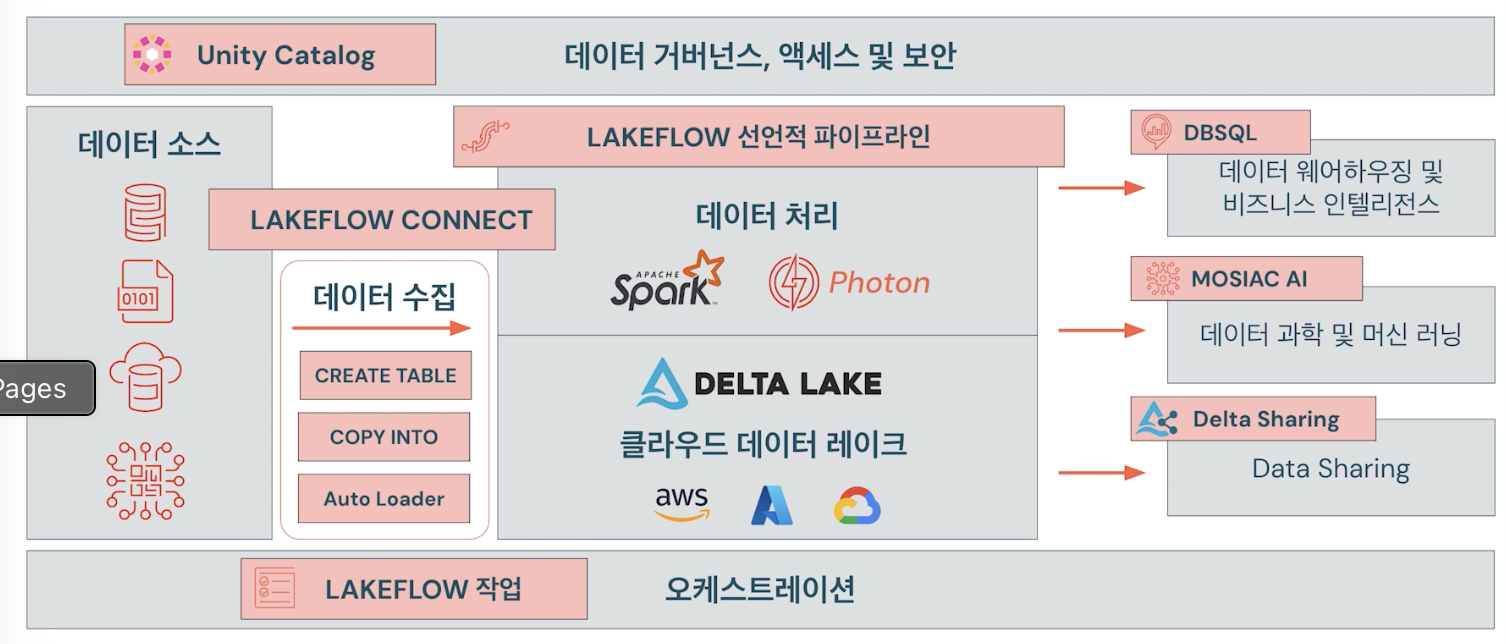 Unity Catalog
데이터 거버넌스, 액세스 및 보안
데이터 소스
0101
Pages
LAKEFLOW CONNECT
데이터 수집
CREATE TABLE
COPY INTO
Auto Loader
LAKEFLOW 선언적 파이프라인
데이터 처리
APACHE
Spark
Photon
DELTA LAKE
클라우드 데이터 레이크
aws
DBSQL
데이터 웨어하우징 및
비즈니스 인텔리전스
MOSIAC AI
데이터 과학 및 머신 러닝
Delta Sharing
Data Sharing
LAKEFLOW 작업
오케스트레이션